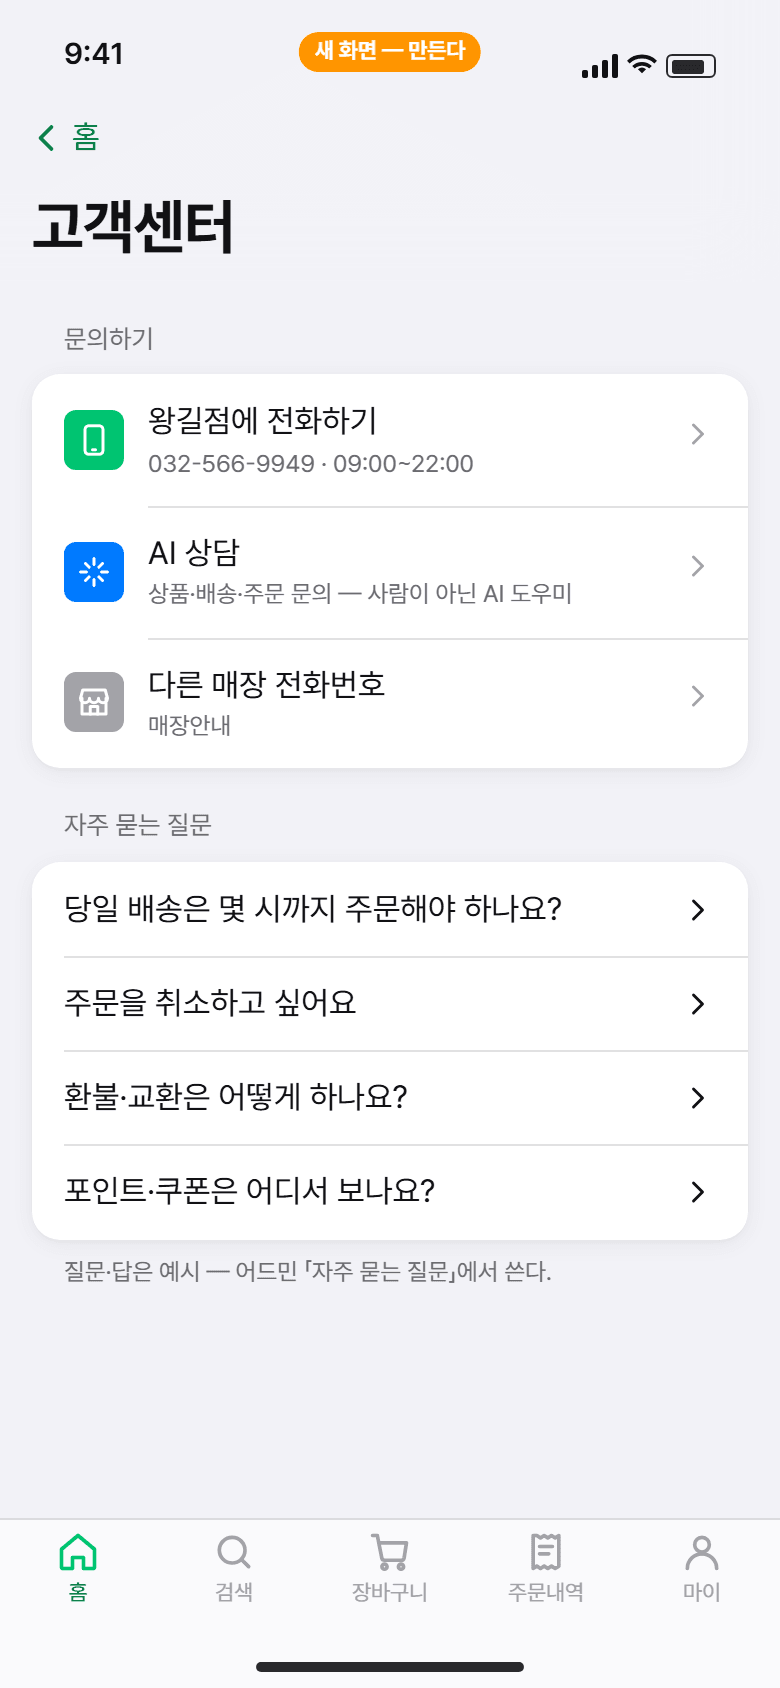 9:41
새 화면 — 만든다
홈
고객센터
문의하기
왕길점에 전화하기
032-566-9949 · 09:00~22:00
AI 상담
상품·배송·주문 문의 — 사람이 아닌 AI 도우미
다른 매장 전화번호
매장안내
자주 묻는 질문
당일 배송은 몇 시까지 주문해야 하나요?
주문을 취소하고 싶어요
환불·교환은 어떻게 하나요?
포인트·쿠폰은 어디서 보나요?
질문·답은 예시 — 어드민 「자주 묻는 질문」에서 쓴다.
홈
검색
장바구니
주문내역
마이